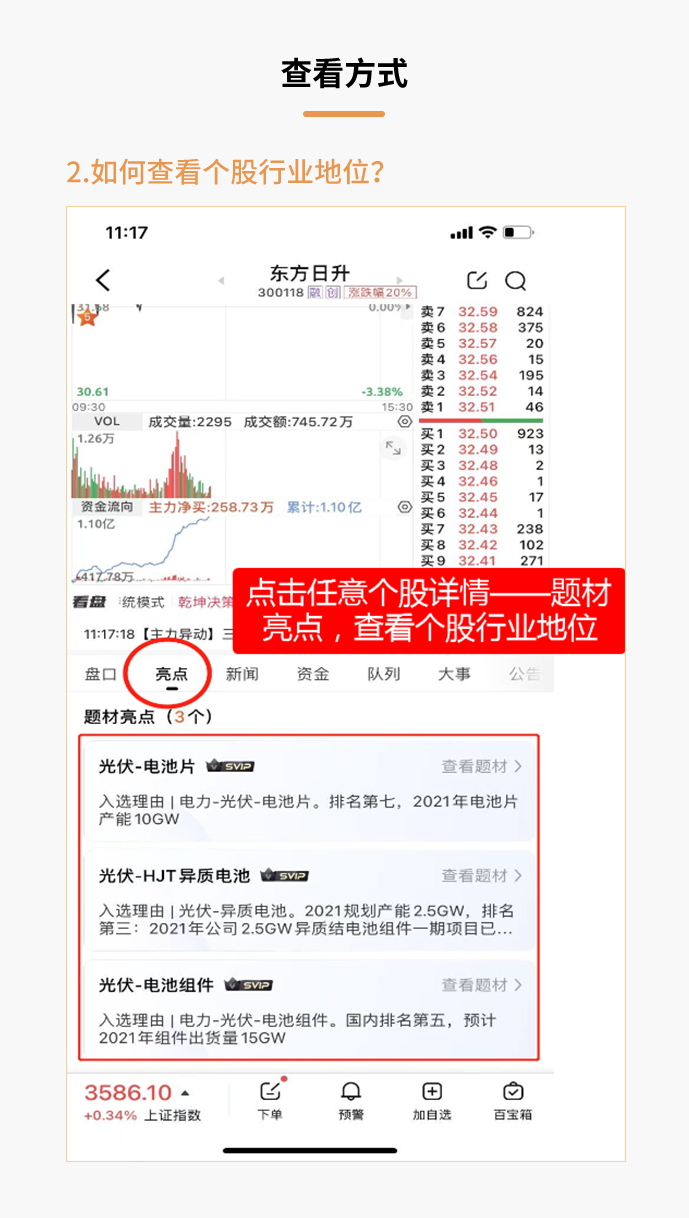 查看方式
2.如何查看个股行业地位?
11:17
东方日升
300118 融 创 涨跌幅20%
31.58 0.00%
5
30.61 -3.38%
09:30 15:30
VOL 成交量:2295 成交额:745.72万
1.26万
资金流向 主力净买:258.73万 累计:1.10亿
1.10亿
-417.78万
卖7 32.59 824
卖6 32.58 375
卖5 32.57 20
卖4 32.56 15
卖3 32.54 195
卖2 32.52 14
卖1 32.51 46
买1 32.50 923
买2 32.49 13
买3 32.48 2
买4 32.46 1
买5 32.45 17
买6 32.44 1
买7 32.43 238
买8 32.42 102
买9 32.41 271
看盘 统模式 乾坤决策
点击任意个股详情——题材
亮点，查看个股行业地位
11:17:18【主力异动】三
盘口 亮点 新闻 资金 队列 大事 公告
题材亮点（3个）
光伏-电池片 SVIP 查看题材
入选理由 | 电力-光伏-电池片。排名第七，2021年电池片
产能10GW
光伏-HJT异质电池 SVIP 查看题材
入选理由 | 光伏-异质电池。2021规划产能2.5GW，排名
第三：2021年公司2.5GW异质结电池组件一期项目已...
光伏-电池组件 SVIP 查看题材
入选理由 | 电力-光伏-电池组件。国内排名第五，预计
2021年组件出货量15GW
3586.10
+0.34% 上证指数
下单 预警 加自选 百宝箱